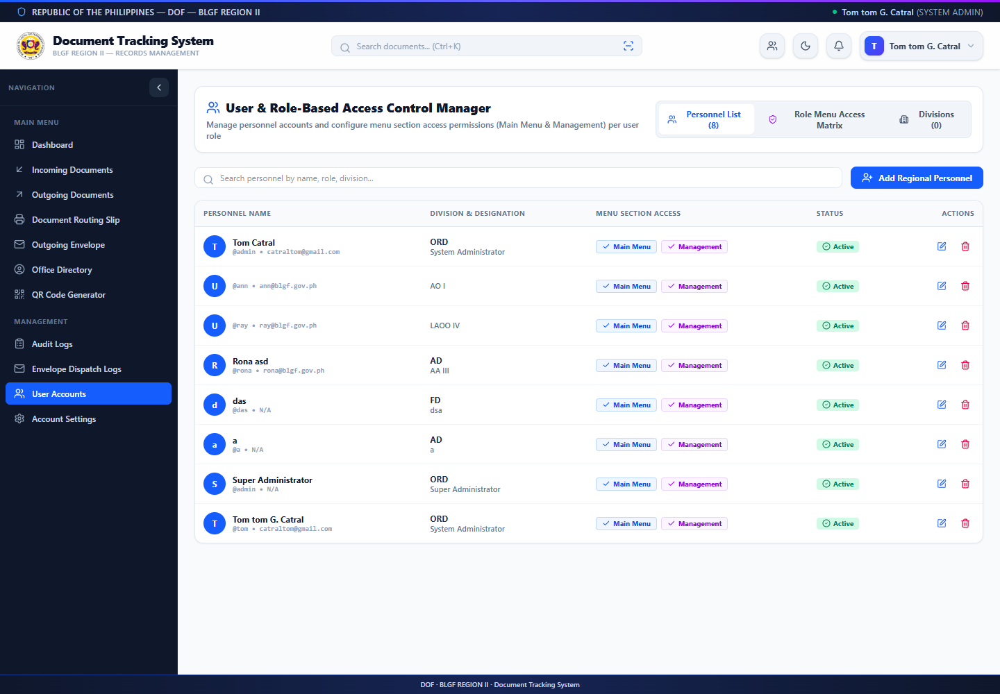 REPUBLIC OF THE PHILIPPINES — DOF — BLGF REGION II
Tom tom G. Catral (SYSTEM ADMIN)
Document Tracking System
BLGF REGION II — RECORDS MANAGEMENT
Search documents... (Ctrl+K)
T
Tom tom G. Catral
NAVIGATION
MAIN MENU
Dashboard
Incoming Documents
Outgoing Documents
Document Routing Slip
Outgoing Envelope
Office Directory
QR Code Generator
MANAGEMENT
Audit Logs
Envelope Dispatch Logs
User Accounts
Account Settings
User & Role-Based Access Control Manager
Manage personnel accounts and configure menu section access permissions (Main Menu & Management) per user
role
Personnel List
(8)
Role Menu Access
Matrix
Divisions
(0)
Search personnel by name, role, division...
Add Regional Personnel
PERSONNEL NAME DIVISION & DESIGNATION MENU SECTION ACCESS STATUS ACTIONS
T Tom Catral ORD Main Menu Management Active
@admin • catraltom@gmail.com System Administrator
U @ann • ann@blgf.gov.ph AO I Main Menu Management Active
U @ray • ray@blgf.gov.ph LAOO IV Main Menu Management Active
R Rona asd AD Main Menu Management Active
@rona • rona@blgf.gov.ph AA III
d das FD Main Menu Management Active
@das • N/A dsa
a a AD Main Menu Management Active
@a • N/A a
S Super Administrator ORD Main Menu Management Active
@admin • N/A Super Administrator
T Tom tom G. Catral ORD Main Menu Management Active
@tom • catraltom@gmail.com System Administrator
DOF · BLGF REGION II · Document Tracking System